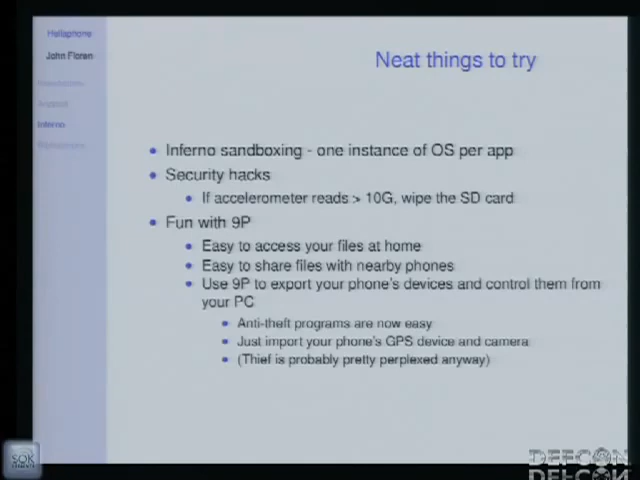 Hellaphone
John Floren
Inferno
Neat things to try
Inferno sandboxing - one instance of OS per app
Security hacks
If accelerometer reads > 10G, wipe the SD card
Fun with 9P
Easy to access your files at home
Easy to share files with nearby phones
Use 9P to export your phone's devices and control them from
your PC
Anti-theft programs are now easy
Just import your phone's GPS device and camera
(Thief is probably pretty perplexed anyway)
SOK
DEFCON
DEFCON